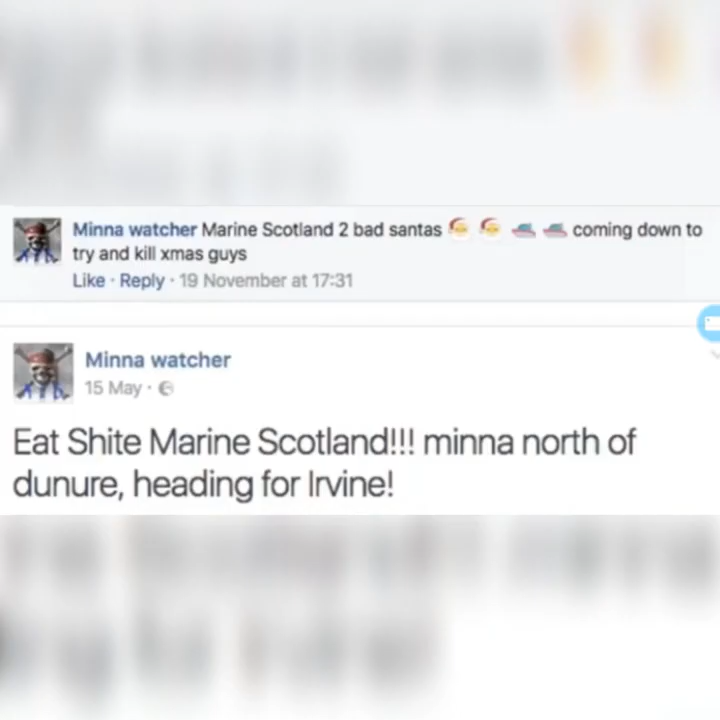 Minna watcher Marine Scotland 2 bad santas 🎅 🎅 🚤 🚤 coming down to
try and kill xmas guys
Like · Reply · 19 November at 17:31
Minna watcher
15 May ·
Eat Shite Marine Scotland!!! minna north of
dunure, heading for Irvine!